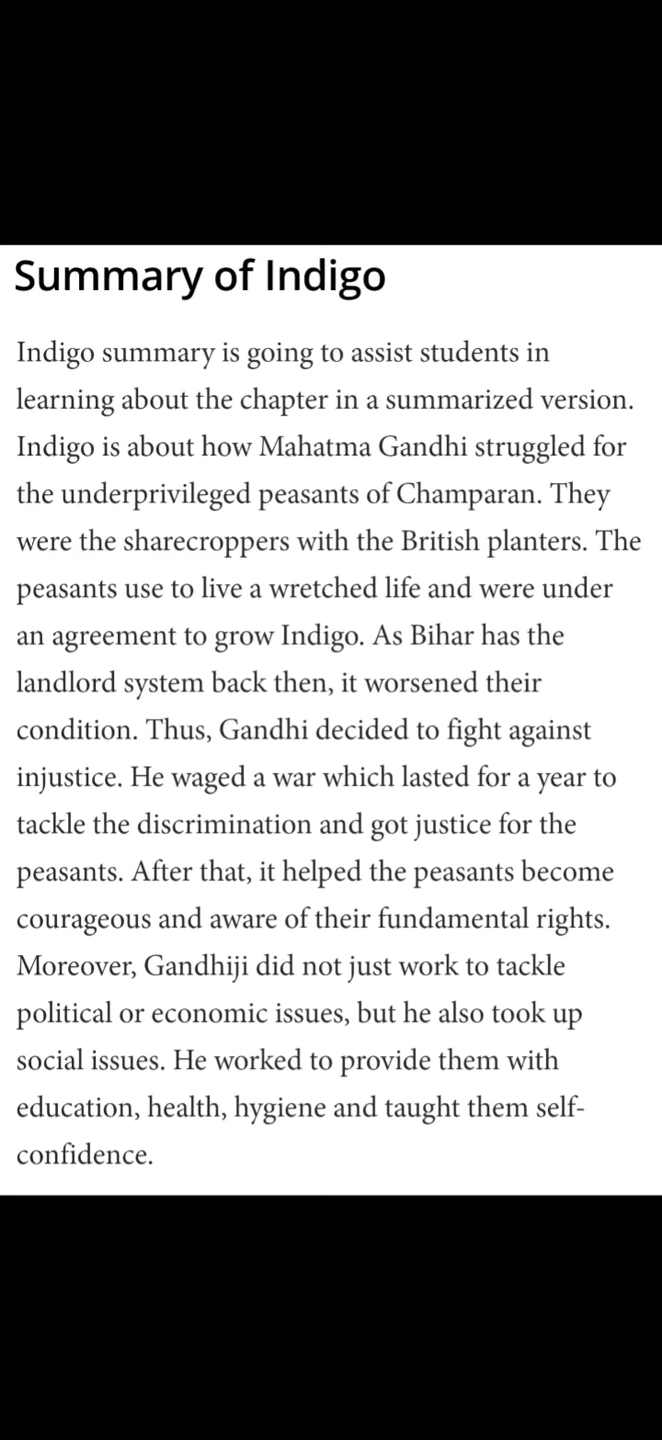 Summary of Indigo
Indigo summary is going to assist students in
learning about the chapter in a summarized version.
Indigo is about how Mahatma Gandhi struggled for
the underprivileged peasants of Champaran. They
were the sharecroppers with the British planters. The
peasants use to live a wretched life and were under
an agreement to grow Indigo. As Bihar has the
landlord system back then, it worsened their
condition. Thus, Gandhi decided to fight against
injustice. He waged a war which lasted for a year to
tackle the discrimination and got justice for the
peasants. After that, it helped the peasants become
courageous and aware of their fundamental rights.
Moreover, Gandhiji did not just work to tackle
political or economic issues, but he also took up
social issues. He worked to provide them with
education, health, hygiene and taught them self-
confidence.